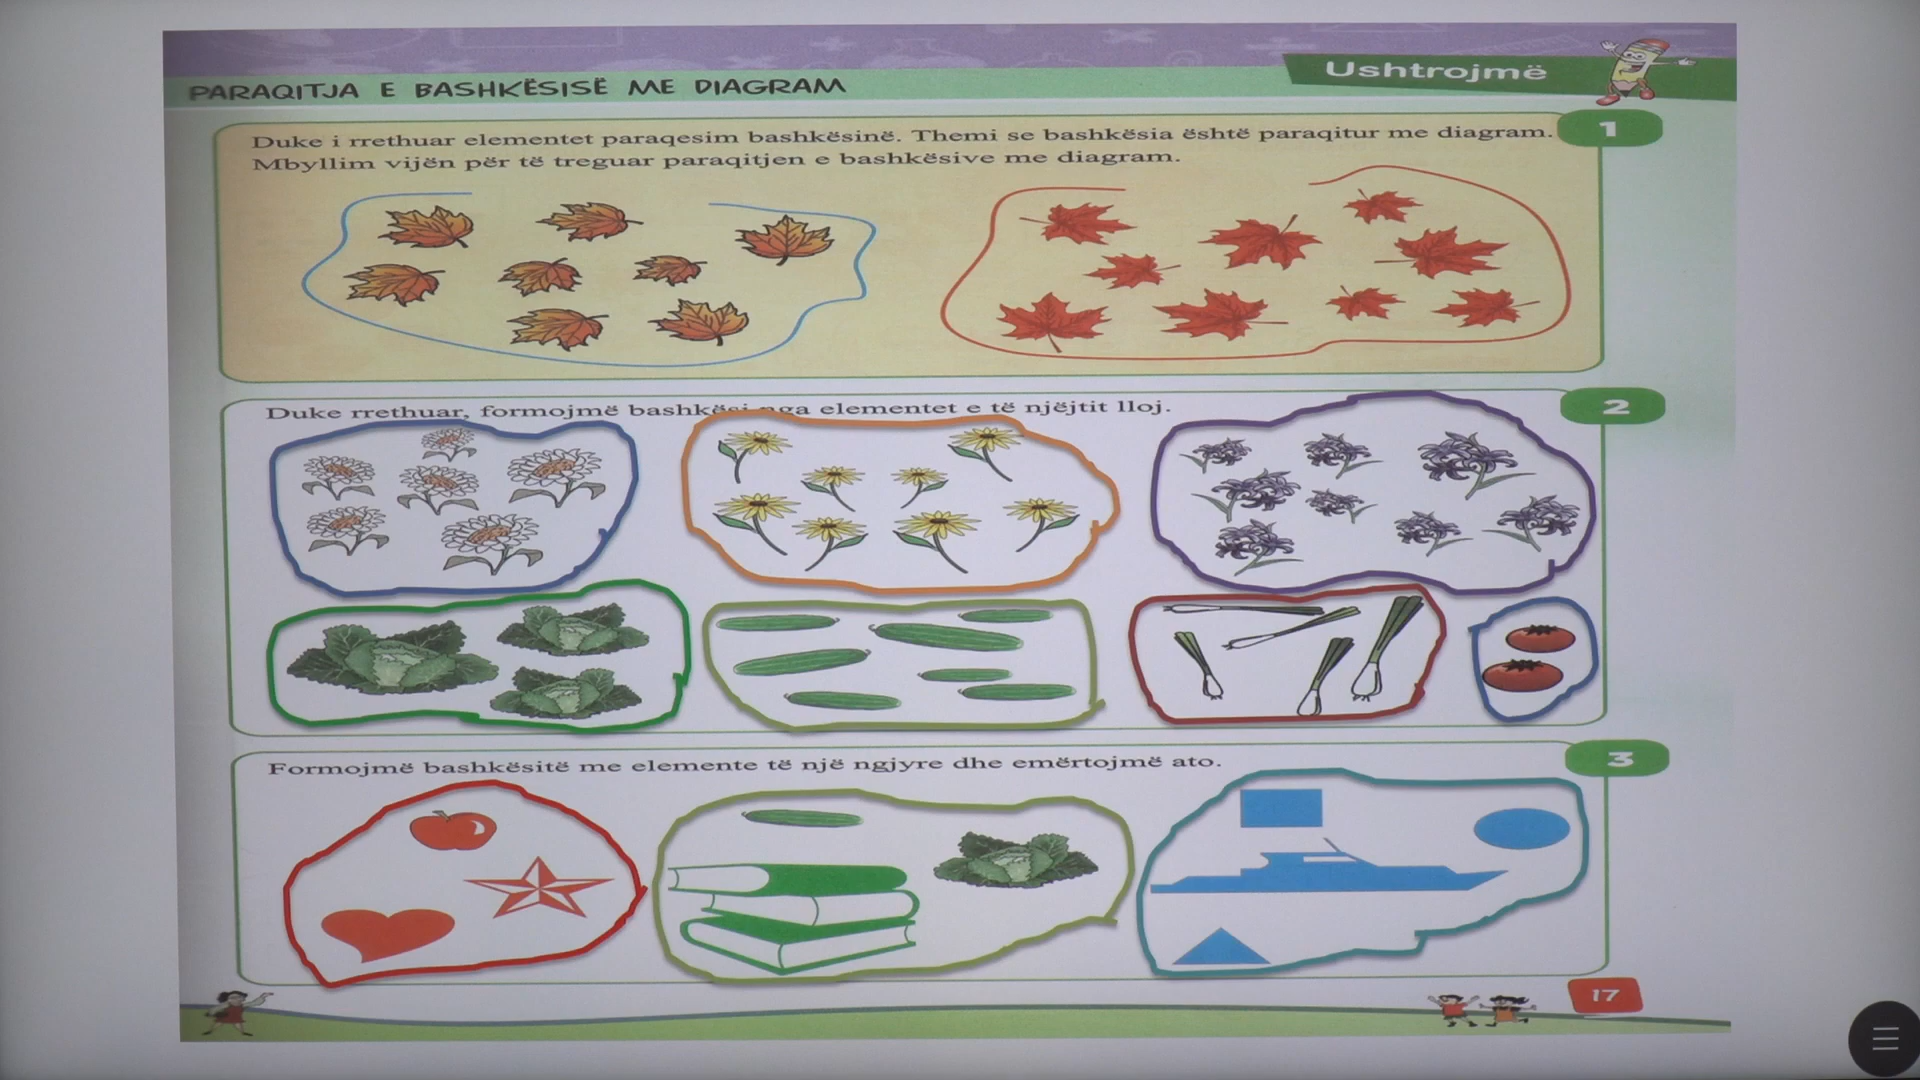 Ushtrojmë
PARAQITJA E BASHKËSISË ME DIAGRAM
1
Duke i rrethuar elementet paraqesim bashkësinë. Themi se bashkësia është paraqitur me diagram.
Mbyllim vijën për të treguar paraqitjen e bashkësive me diagram.
2
Duke rrethuar, formojmë bashkësi nga elementet e të njëjtit lloj.
3
Formojmë bashkësitë me elemente të një ngjyre dhe emërtojmë ato.
17